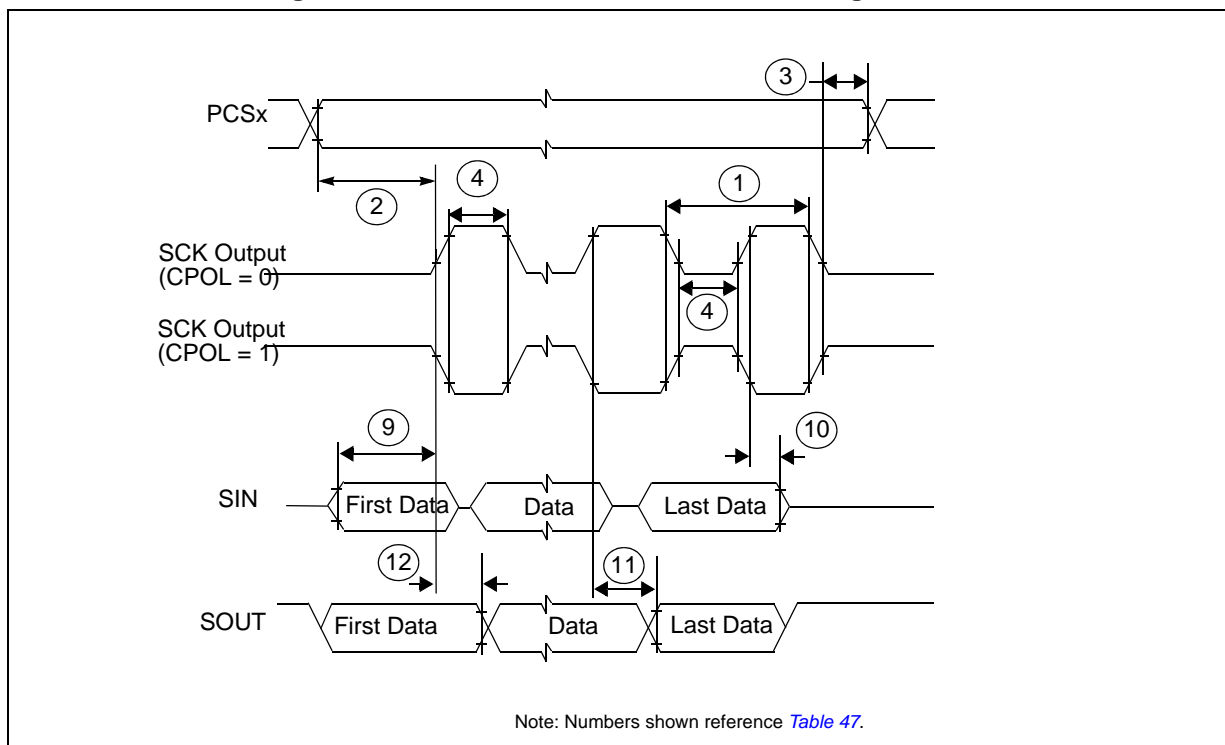 3
PCSx
2
4
1
SCK Output
(CPOL = 0)
4
SCK Output
(CPOL = 1)
9
10
SIN
First Data
Data
Last Data
12
11
SOUT
First Data
Data
Last Data
Note: Numbers shown reference Table 47.